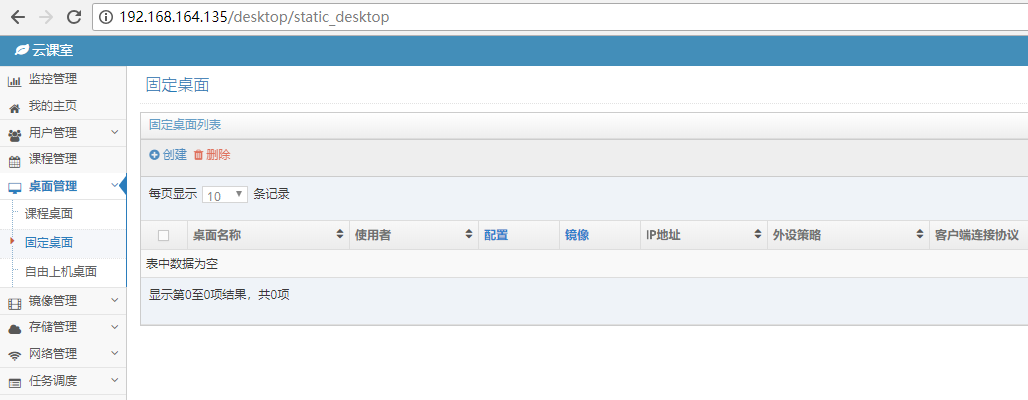 192.168.164.135/desktop/static_desktop
云课室
监控管理
我的主页
用户管理
课程管理
桌面管理
课程桌面
固定桌面
自由上机桌面
镜像管理
存储管理
网络管理
任务调度
固定桌面
固定桌面列表
创建 删除
每页显示 10 条记录
桌面名称 使用者 配置 镜像 IP地址 外设策略 客户端连接协议
表中数据为空
显示第0至0项结果，共0项